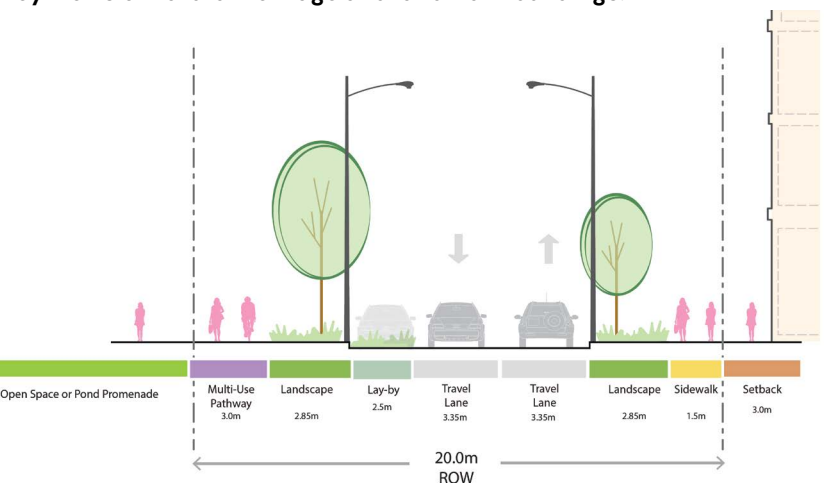 Open Space or Pond Promenade
Multi-Use
Pathway
3.0m
Landscape
2.85m
Lay-by
2.5m
Travel
Lane
3.35m
Travel
Lane
3.35m
Landscape
2.85m
Sidewalk
1.5m
Setback
3.0m
20.0m
ROW